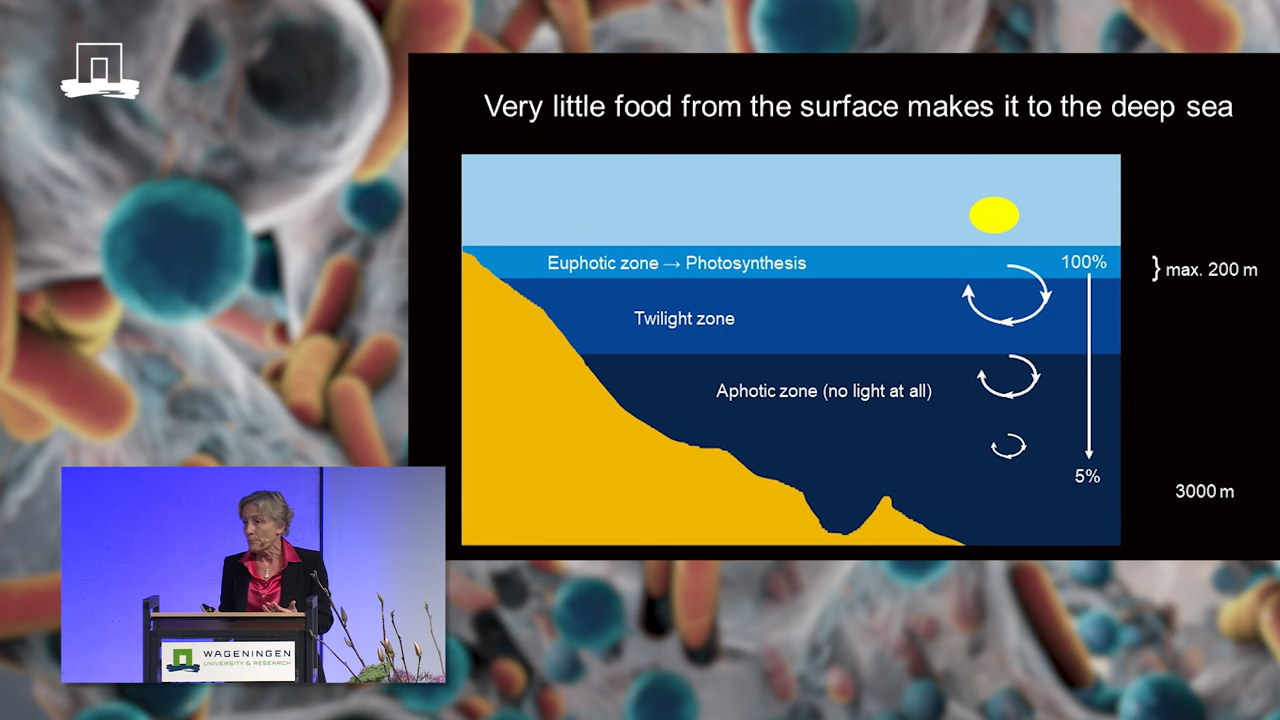 Very little food from the surface makes it to the deep sea
Euphotic zone → Photosynthesis
100%
} max. 200 m
Twilight zone
Aphotic zone (no light at all)
5%
3000 m
WAGENINGEN
UNIVERSITY & RESEARCH